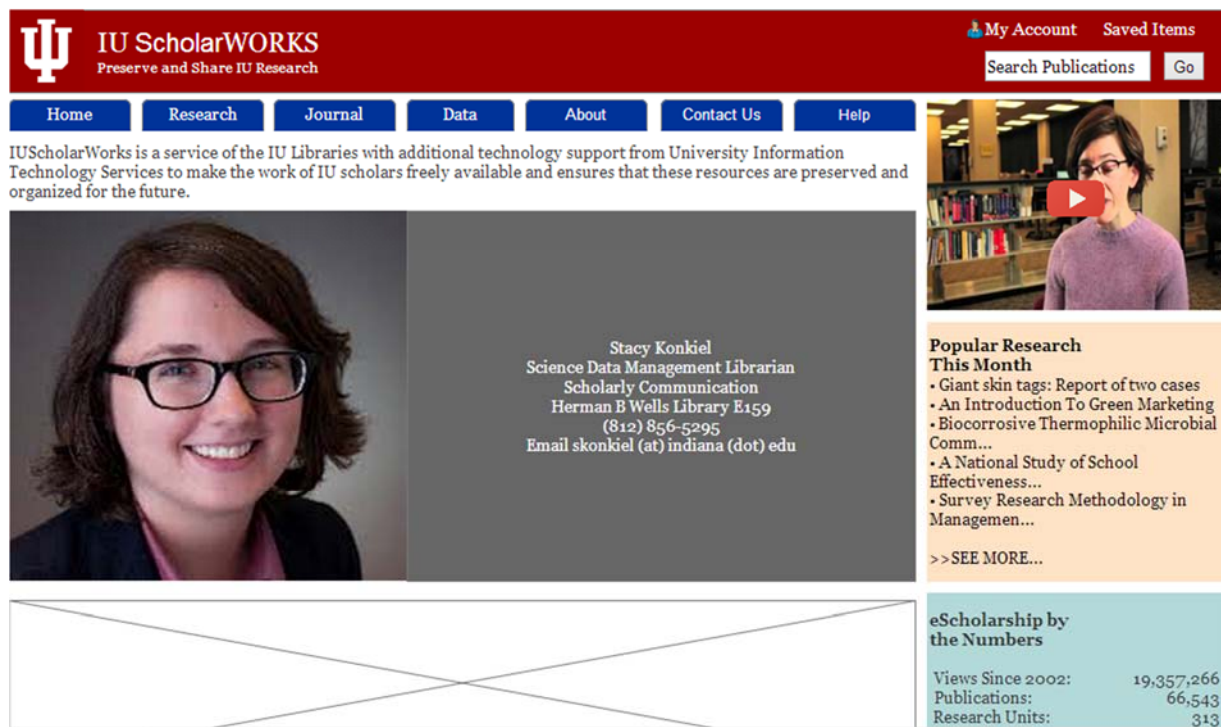 IU ScholarWORKS
Preserve and Share IU Research
My Account Saved Items
Search Publications Go
Home Research Journal Data About Contact Us Help
IUScholarWorks is a service of the IU Libraries with additional technology support from University Information
Technology Services to make the work of IU scholars freely available and ensures that these resources are preserved and
organized for the future.
Stacy Konkiel
Science Data Management Librarian
Scholarly Communication
Herman B Wells Library E159
(812) 856-5295
Email skonkiel (at) indiana (dot) edu
Popular Research
This Month
• Giant skin tags: Report of two cases
• An Introduction To Green Marketing
• Biocorrosive Thermophilic Microbial
Comm...
• A National Study of School
Effectiveness...
• Survey Research Methodology in
Managemen...
>>SEE MORE...
eScholarship by
the Numbers
Views Since 2002: 19,357,266
Publications: 66,543
Research Units: 315